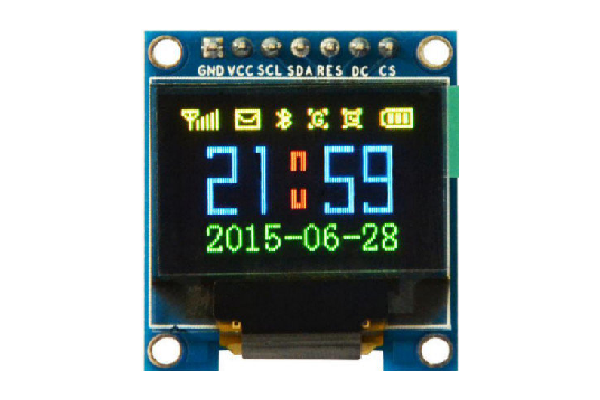 GND VCC SCL SDA RES DC CS
21:59
2015-06-28